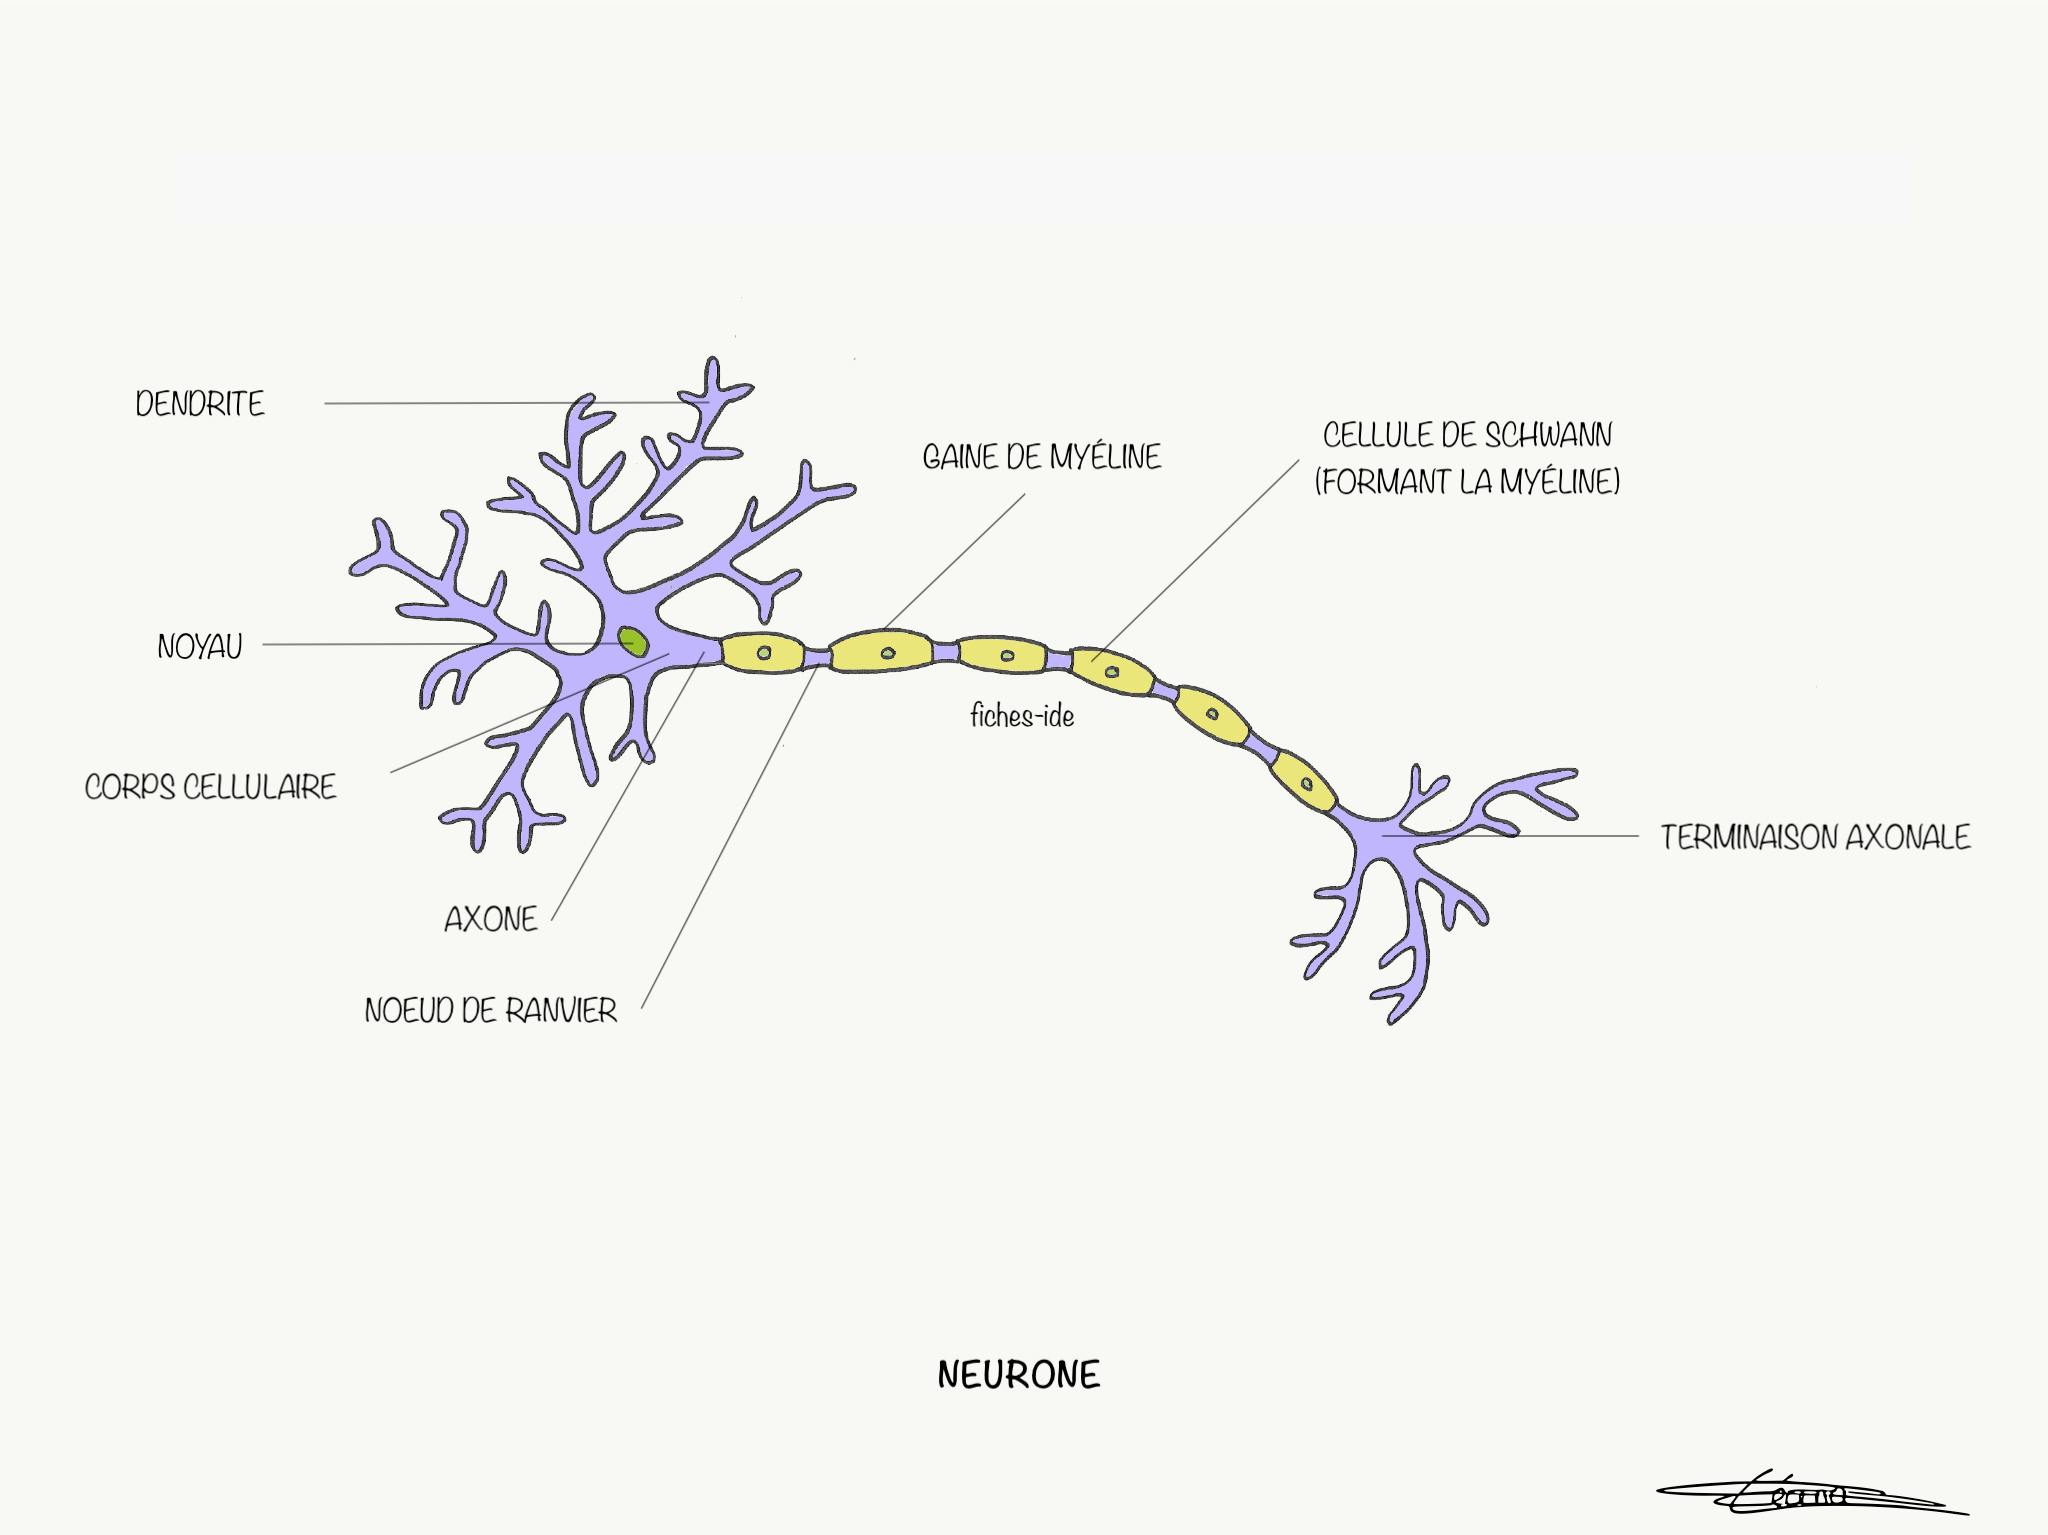 DENDRITE
GAINE DE MYÉLINE
CELLULE DE SCHWANN
(FORMANT LA MYÉLINE)
NOYAU
fiches-ide
CORPS CELLULAIRE
TERMINAISON AXONALE
AXONE
NOEUD DE RANVIER
NEURONE